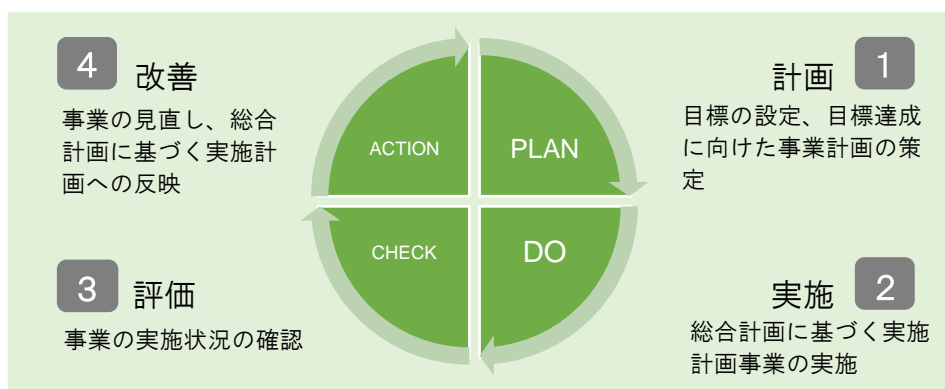 4
改善
事業の見直し、総合
計画に基づく実施計
画への反映
ACTION
PLAN
計画
1
目標の設定、目標達成
に向けた事業計画の策
定
3
評価
事業の実施状況の確認
CHECK
DO
実施
2
総合計画に基づく実施
計画事業の実施